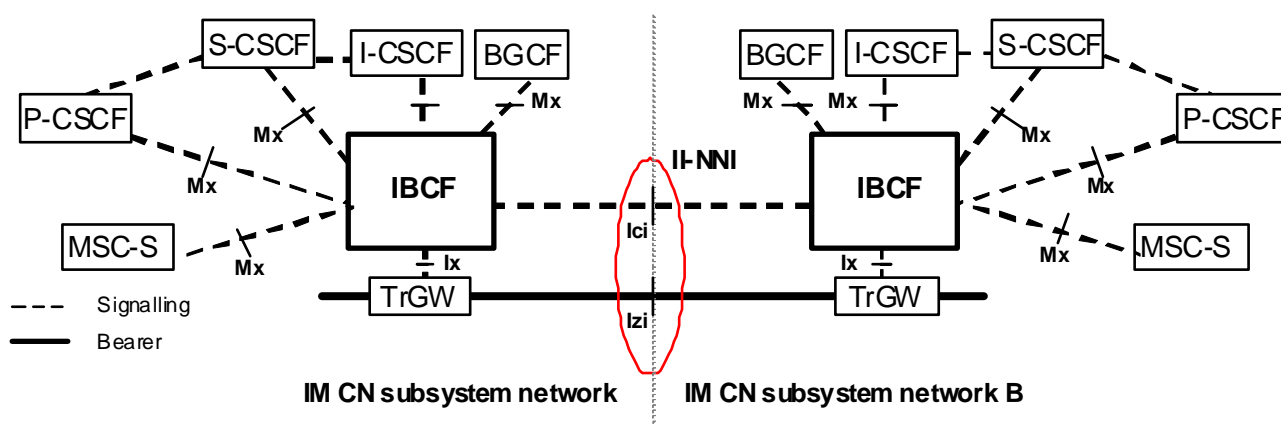 S-CSCF
I-CSCF
BGCF
P-CSCF
Mx
Mx
Mx
IBCF
MSC-S
Mx
Ix
TrGW
Signalling
Bearer
IM CN subsystem network
II-NNI
Ici
Izi
BGCF
I-CSCF
S-CSCF
P-CSCF
Mx
Mx
Mx
Mx
IBCF
MSC-S
Mx
Ix
TrGW
IM CN subsystem network B